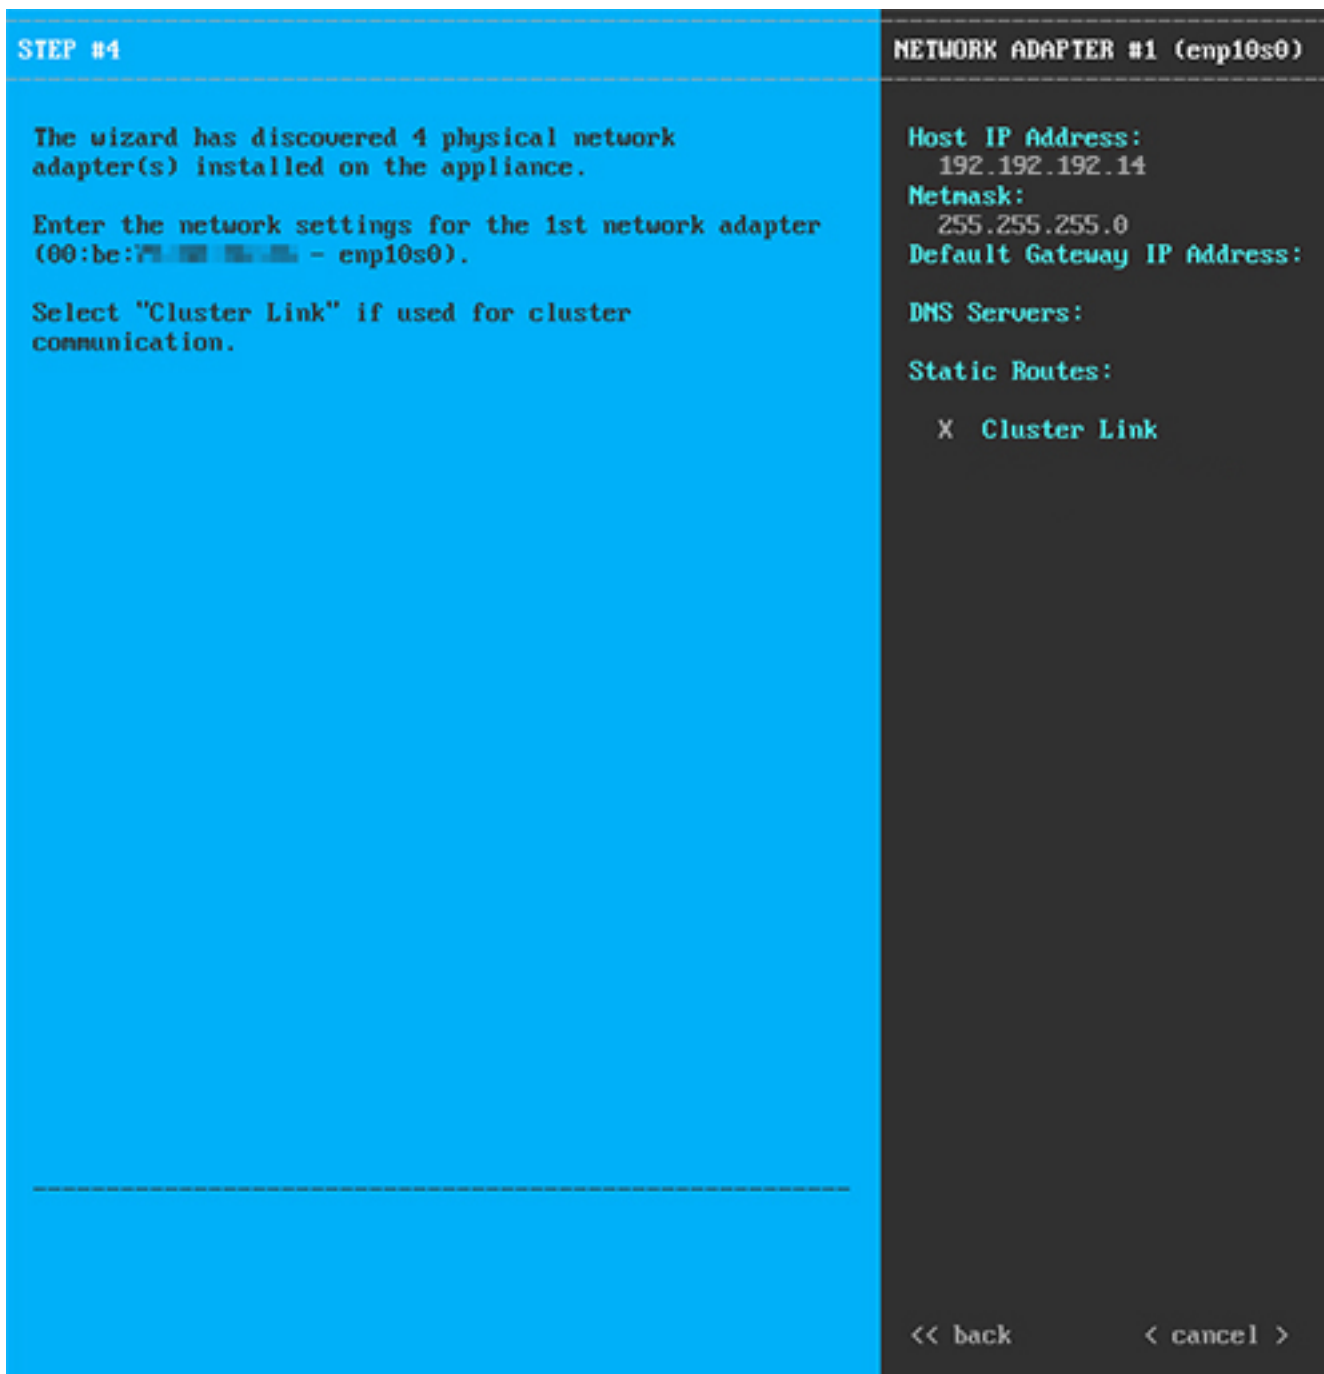 STEP #4
The wizard has discovered 4 physical network
adapter(s) installed on the appliance.
Enter the network settings for the 1st network adapter
(00:be: - enp10s0).
Select "Cluster Link" if used for cluster
communication.
NETWORK ADAPTER #1 (enp10s0)
Host IP Address:
192.192.192.14
Netmask:
255.255.255.0
Default Gateway IP Address:
DNS Servers:
Static Routes:
X Cluster Link
<< back < cancel >